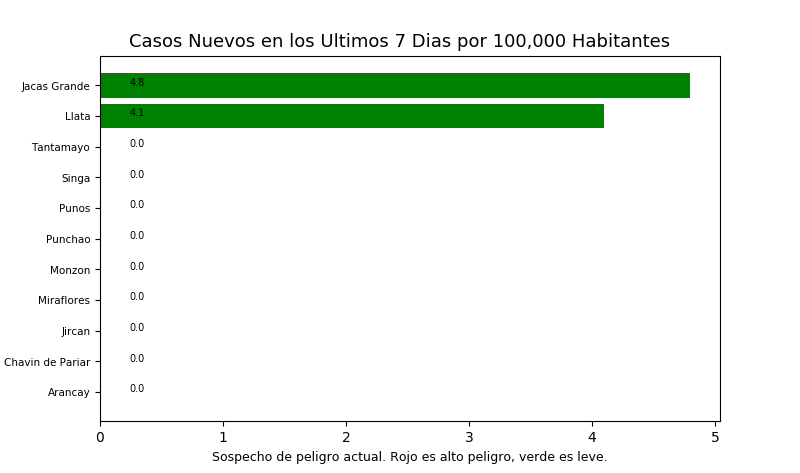 Casos Nuevos en los Ultimos 7 Dias por 100,000 Habitantes
Jacas Grande 4.8
Llata 4.1
Tantamayo 0.0
Singa 0.0
Punos 0.0
Punchao 0.0
Monzon 0.0
Miraflores 0.0
Jircan 0.0
Chavin de Pariar 0.0
Arancay 0.0
0 1 2 3 4 5
Sospecho de peligro actual. Rojo es alto peligro, verde es leve.